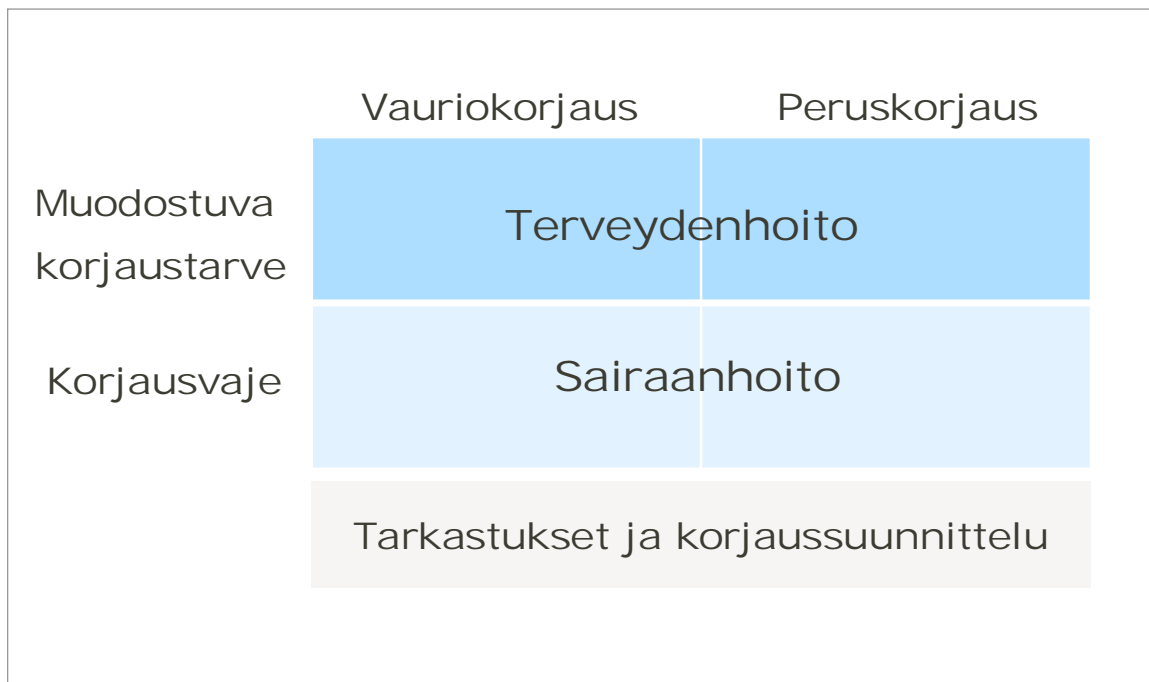 Vauriokorjaus Peruskorjaus
Muodostuva
korjaustarve
Terveydenhoito
Korjausvaje
Sairaanhoito
Tarkastukset ja korjaussuunnittelu